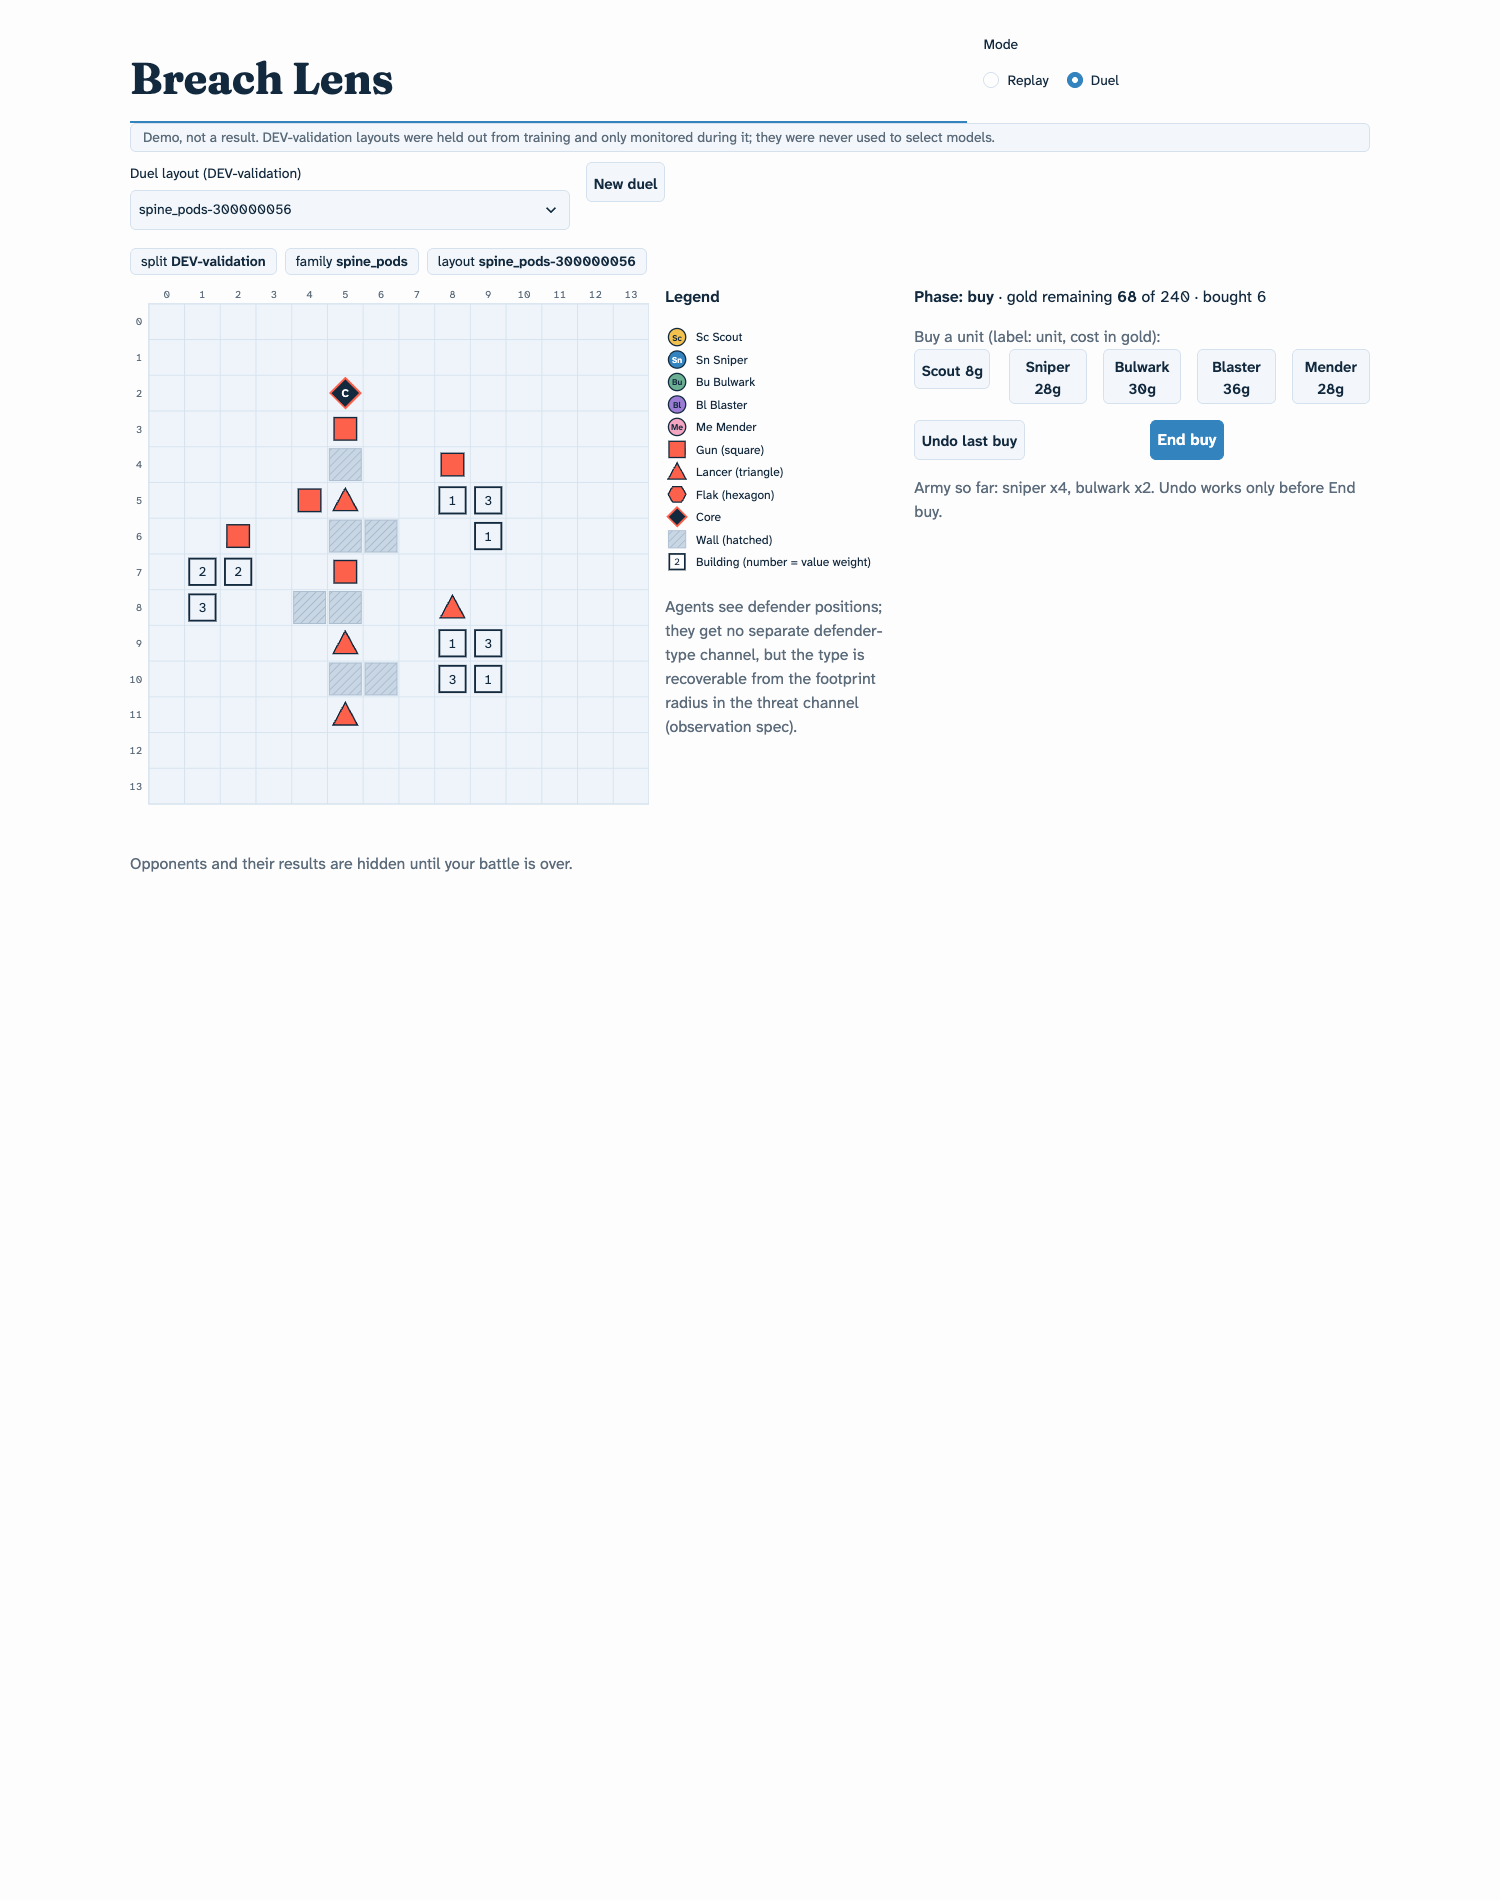 Mode
Breach Lens
Replay
Duel
Demo, not a result. DEV-validation layouts were held out from training and only monitored during it; they were never used to select models.
Duel layout (DEV-validation)
New duel
spine_pods-300000056
split DEV-validation
family spine_pods
layout spine_pods-300000056
0 1 2 3 4 5 6 7 8 9 10 11 12 13
0
1
2 C
3
4
5 1 3
6 1
7 2 2
8 3
9 1 3
10 3 1
11
12
13
Legend
Sc Sc Scout
Sn Sn Sniper
Bu Bu Bulwark
Bl Bl Blaster
Me Me Mender
Gun (square)
Lancer (triangle)
Flak (hexagon)
Core
Wall (hatched)
2 Building (number = value weight)
Agents see defender positions;
they get no separate defender-
type channel, but the type is
recoverable from the footprint
radius in the threat channel
(observation spec).
Phase: buy · gold remaining 68 of 240 · bought 6
Buy a unit (label: unit, cost in gold):
Scout 8g
Sniper
28g
Bulwark
30g
Blaster
36g
Mender
28g
Undo last buy
End buy
Army so far: sniper x4, bulwark x2. Undo works only before End
buy.
Opponents and their results are hidden until your battle is over.